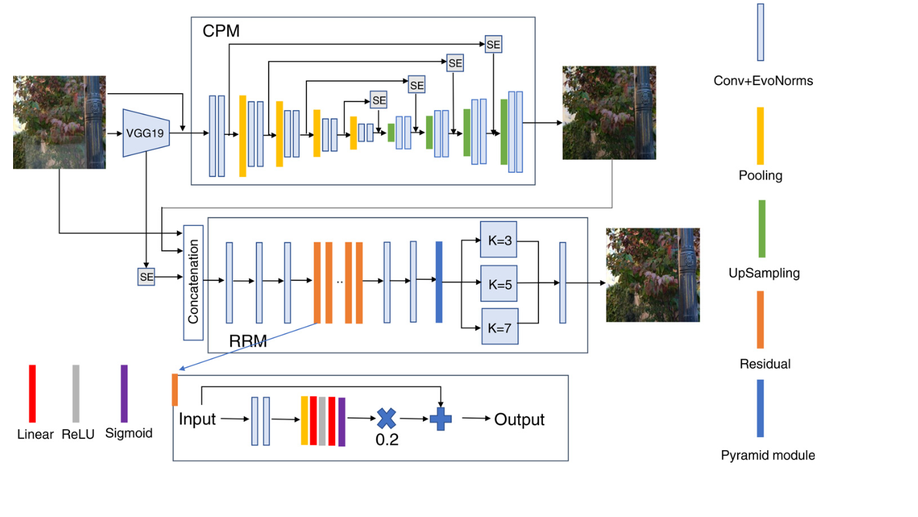 CPM
SE
SE
SE
SE
VGG19
Conv+EvoNorms
Pooling
UpSampling
Residual
Pyramid module
SE
Concatenation
K=3
K=5
K=7
..
RRM
Linear
ReLU
Sigmoid
Input
0.2
Output